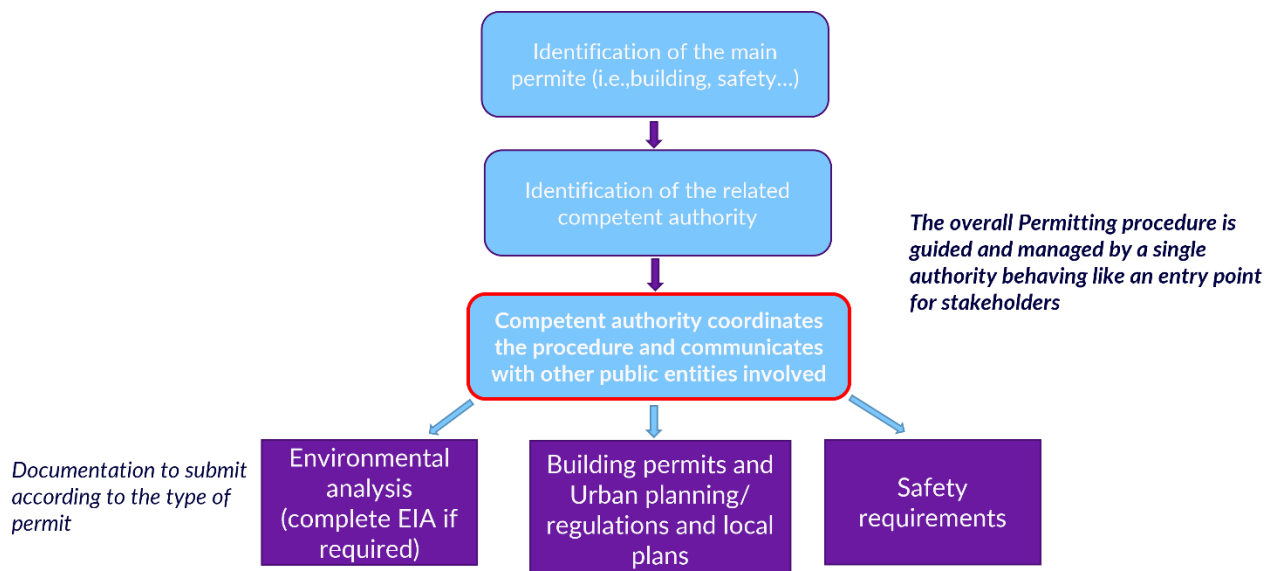 Identification of the main
permite (i.e.,building, safety...)
Identification of the related
competent authority
The overall Permitting procedure is
guided and managed by a single
authority behaving like an entry point
for stakeholders
Competent authority coordinates
the procedure and communicates
with other public entities involved
Documentation to submit
according to the type of
permit
Environmental
analysis
(complete EIA if
required)
Building permits and
Urban planning/
regulations and local
plans
Safety
requirements